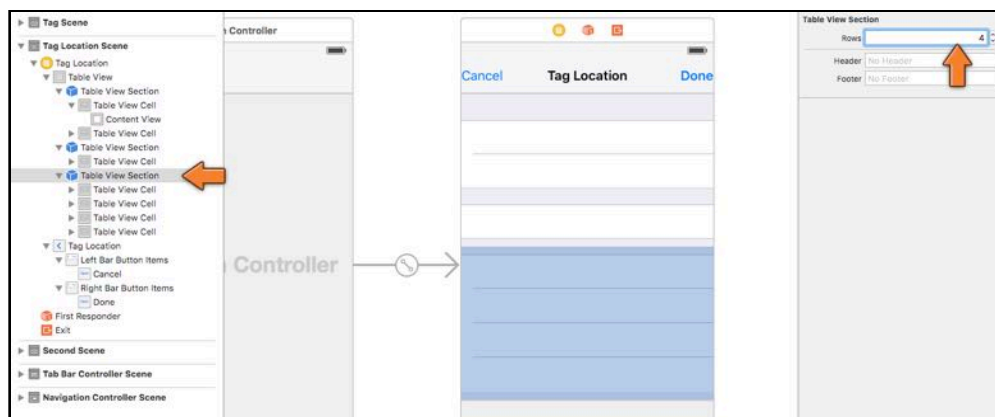 Tag Scene
Tag Location Scene
Tag Location
Table View
Table View Section
Table View Cell
Content View
Table View Cell
Table View Section
Table View Cell
Table View Section
Table View Cell
Table View Cell
Table View Cell
Table View Cell
Tag Location
Left Bar Button Items
Cancel
Right Bar Button Items
Done
First Responder
Exit
Second Scene
Tab Bar Controller Scene
Navigation Controller Scene
Controller
Controller
Cancel Tag Location Done
Table View Section
Rows 4
Header No Header
Footer No Footer